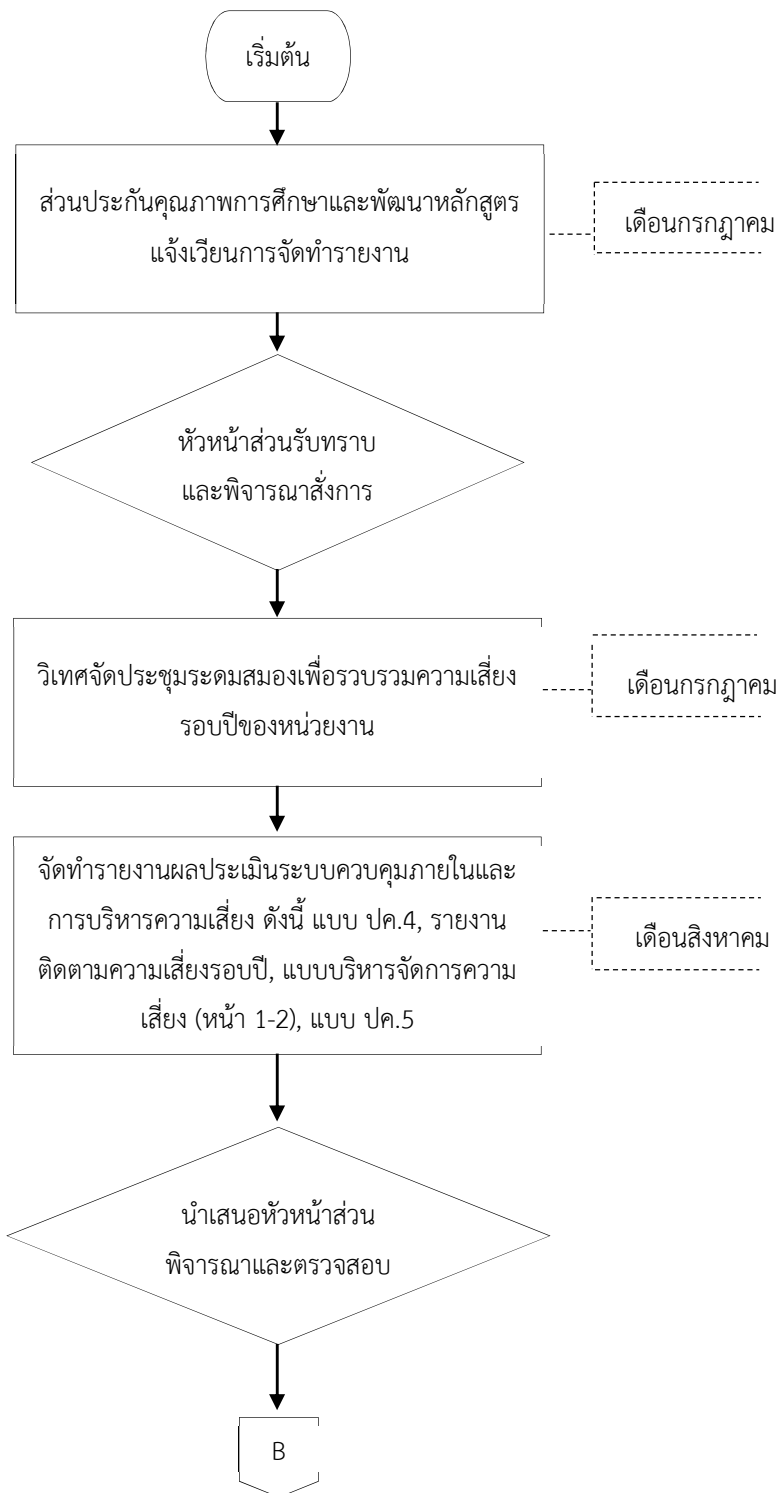 เริ่มต้น
ส่วนประกันคุณภาพการศึกษาและพัฒนาหลักสูตร
แจ้งเวียนการจัดทำรายงาน
เดือนกรกฎาคม
หัวหน้าส่วนรับทราบ
และพิจารณาสั่งการ
วิเทศจัดประชุมระดมสมองเพื่อรวบรวมความเสี่ยง
รอบปีของหน่วยงาน
เดือนกรกฎาคม
จัดทำรายงานผลประเมินระบบควบคุมภายในและ
การบริหารความเสี่ยง ดังนี้ แบบ ปค.4, รายงาน
ติดตามความเสี่ยงรอบปี, แบบบริหารจัดการความ
เสี่ยง (หน้า 1-2), แบบ ปค.5
เดือนสิงหาคม
นำเสนอหัวหน้าส่วน
พิจารณาและตรวจสอบ
B